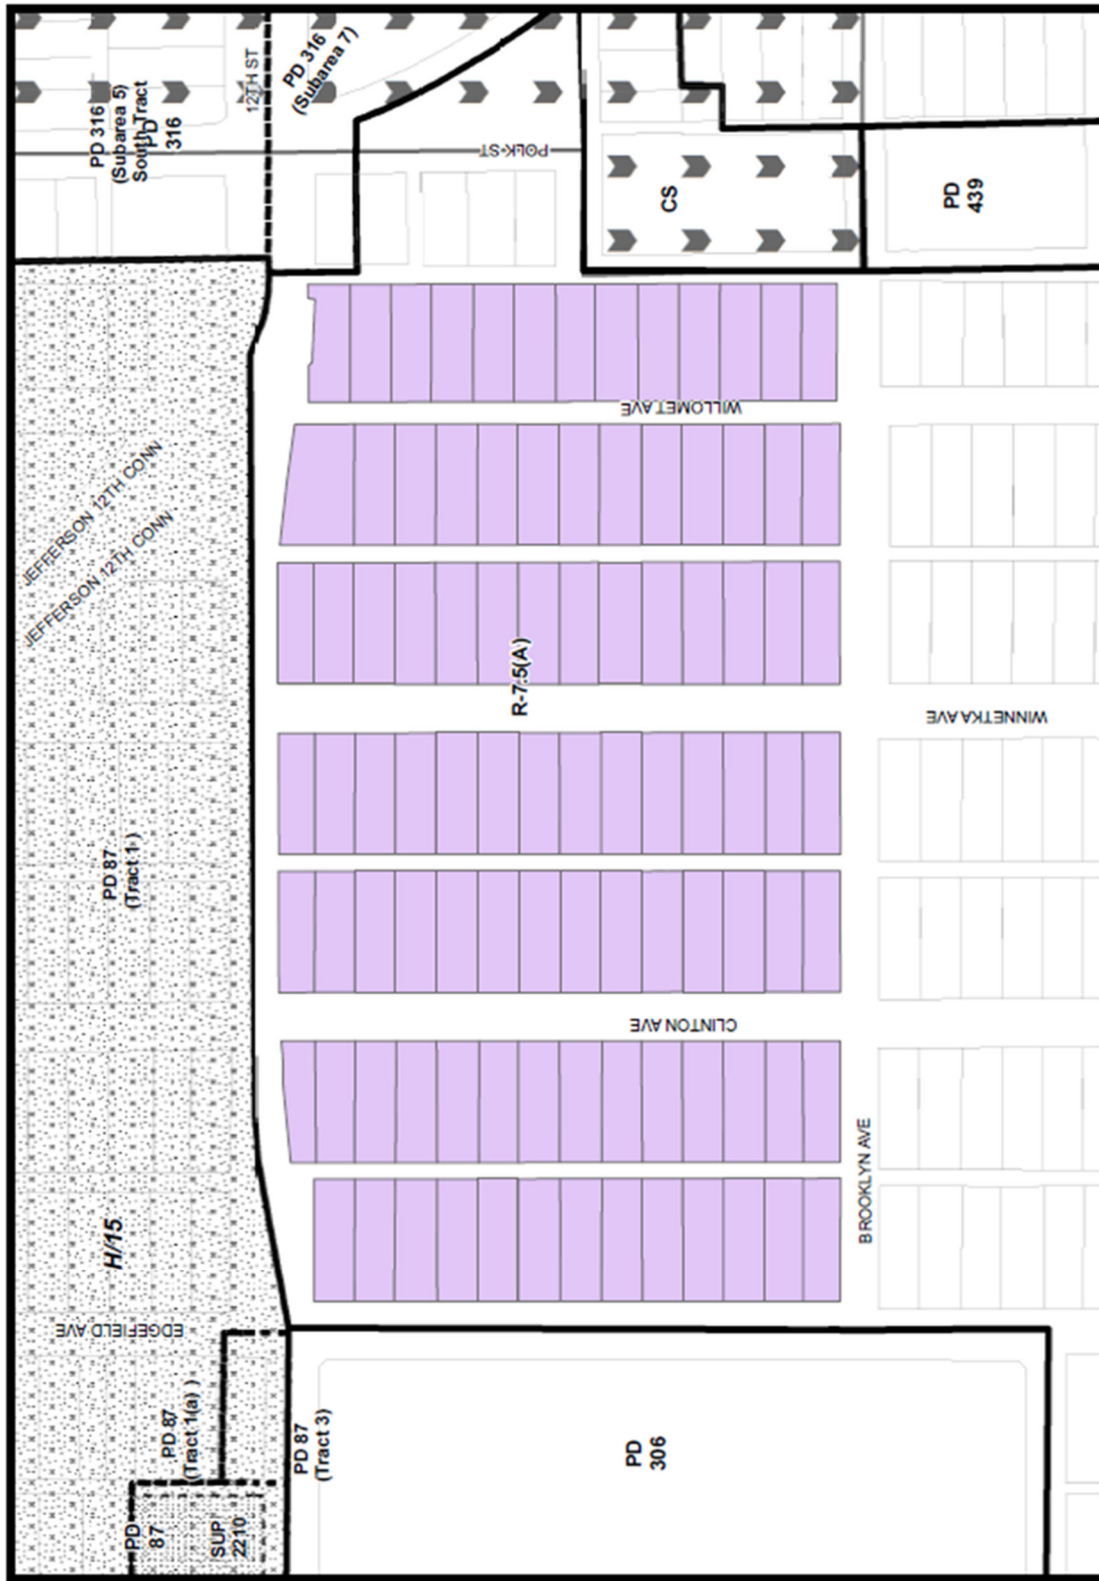 12TH ST
PD 316
(Subarea 7)
PD 316
(Subarea 5)
South Tract
PD
316
POLK ST
CS
PD
439
WILLOMET AVE
JEFFERSON 12TH CONN
JEFFERSON 12TH CONN
R-7.5(A)
WINNETKA AVE
PD 87
(Tract 1 )
CLINTON AVE
BROOKLYN AVE
H/15
EDGEFIELD AVE
PD 87
(Tract 1(a) )
PD 87
(Tract 3)
PD
306
PD
87
SUP
2210